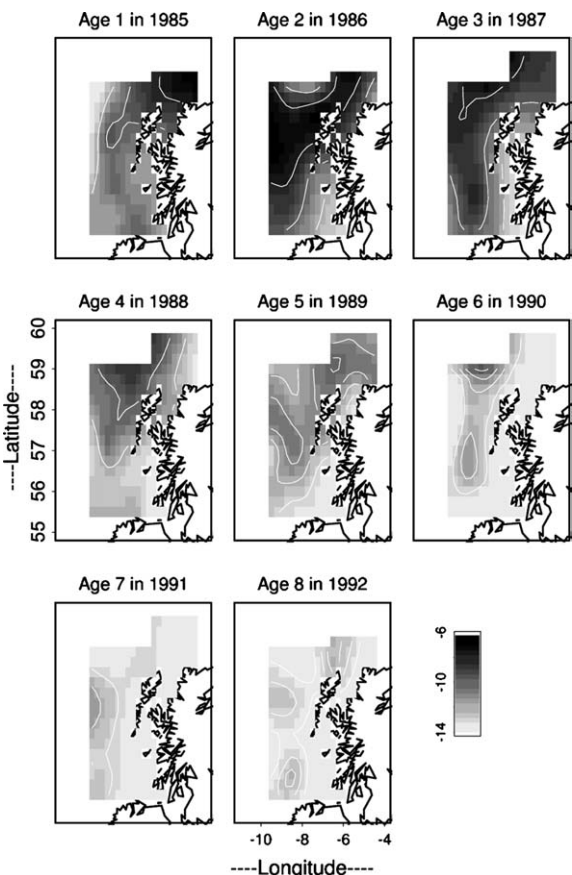 Age 1 in 1985
Age 2 in 1986
Age 3 in 1987
Age 4 in 1988
Age 5 in 1989
Age 6 in 1990
----Latitude----
60
59
58
57
56
55
Age 7 in 1991
Age 8 in 1992
-6
-10
-14
-10
-8
-6
-4
----Longitude----